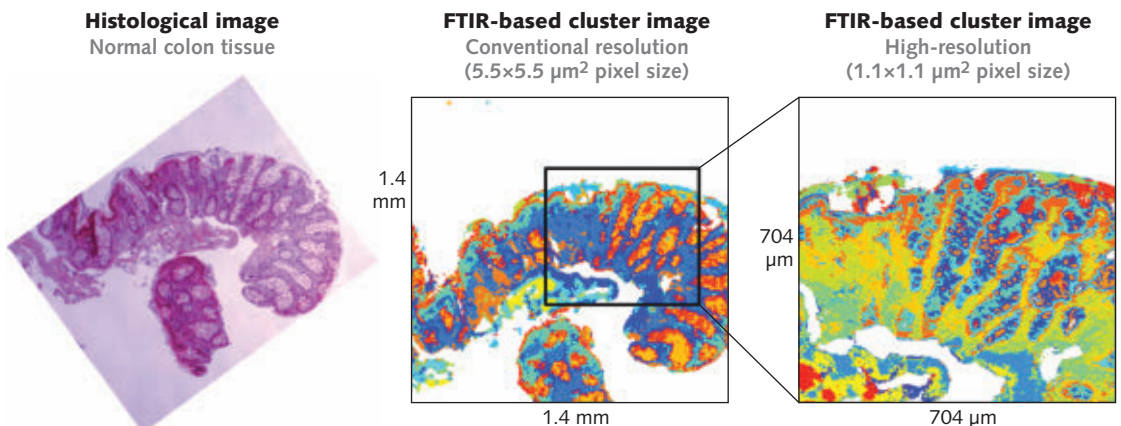 Histological image
Normal colon tissue
FTIR-based cluster image
Conventional resolution
(5.5×5.5 µm² pixel size)
FTIR-based cluster image
High-resolution
(1.1×1.1 µm² pixel size)
1.4
mm
1.4 mm
704
µm
704 µm